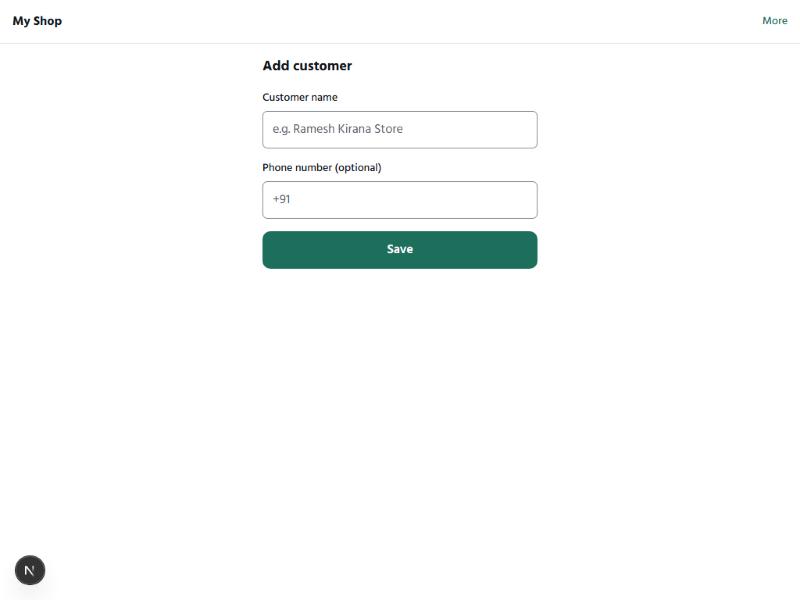 My Shop
More
Add customer
Customer name
e.g. Ramesh Kirana Store
Phone number (optional)
+91
Save
N